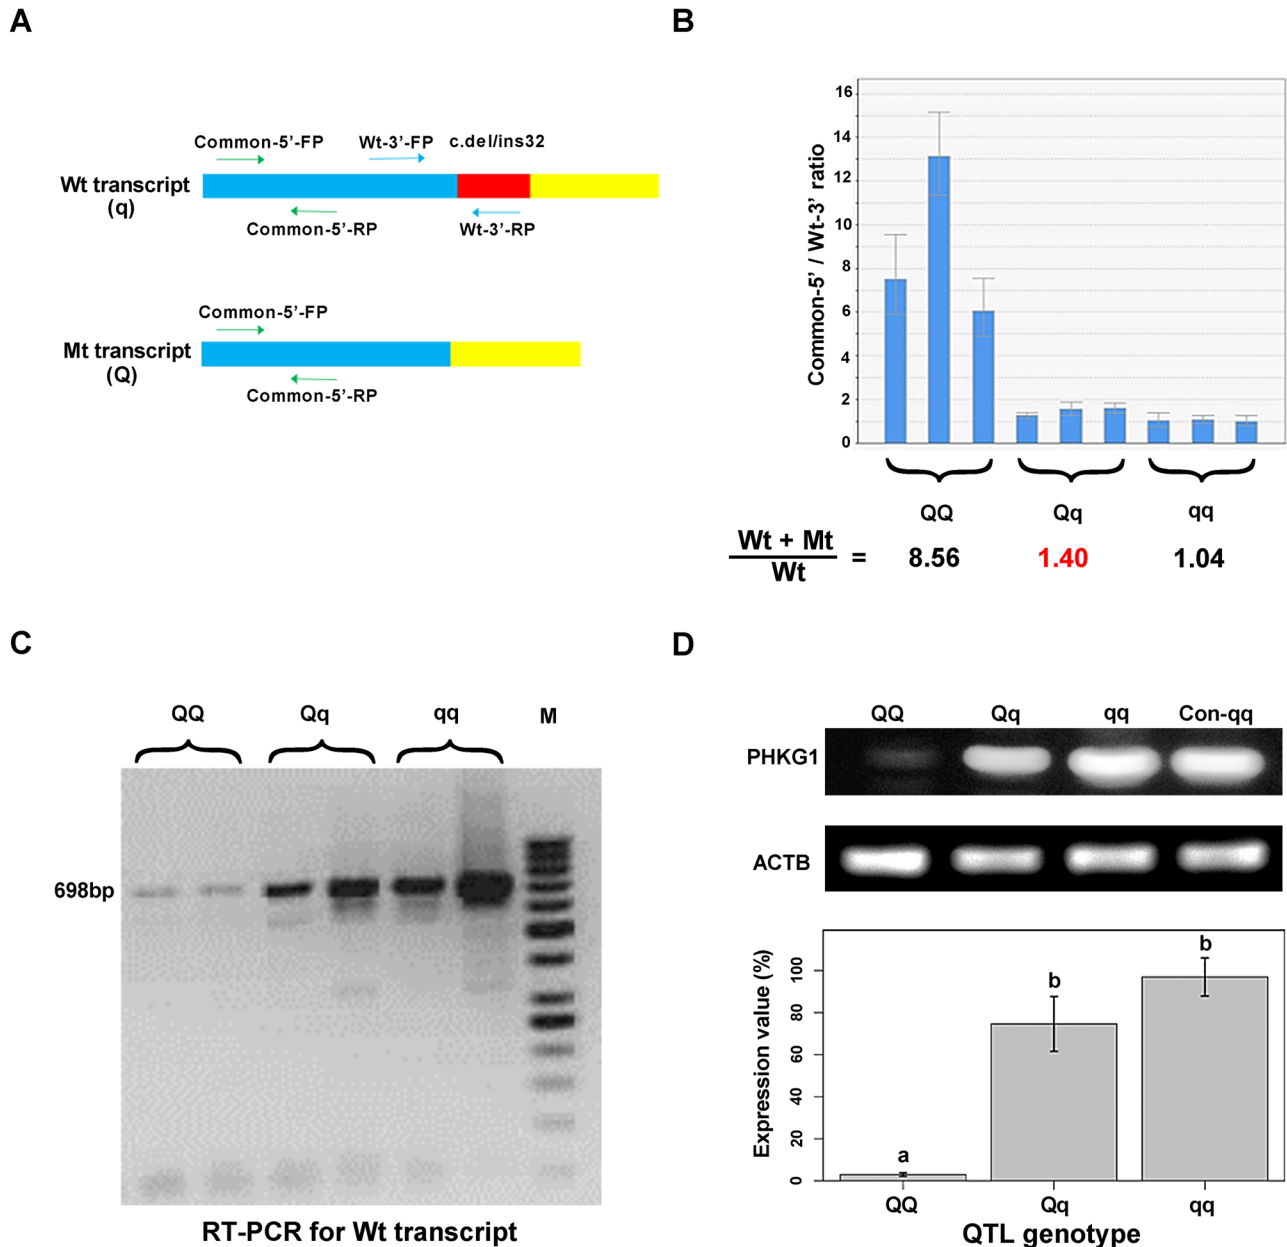 A
Common-5'-FP
Wt-3'-FP
c.del/ins32
Wt transcript
(q)
Common-5'-RP
Wt-3'-RP
Common-5'-FP
Mt transcript
(Q)
Common-5'-RP
B
Common-5' / Wt-3' ratio
16
14
12
10
8
6
4
2
0
QQ Qq qq
Wt + Mt
Wt
= 8.56 1.40 1.04
C
QQ Qq qq M
698bp
RT-PCR for Wt transcript
D
QQ Qq qq Con-qq
PHKG1
ACTB
Expression value (%)
100
80
60
40
20
0
a
b
b
QQ Qq qq
QTL genotype